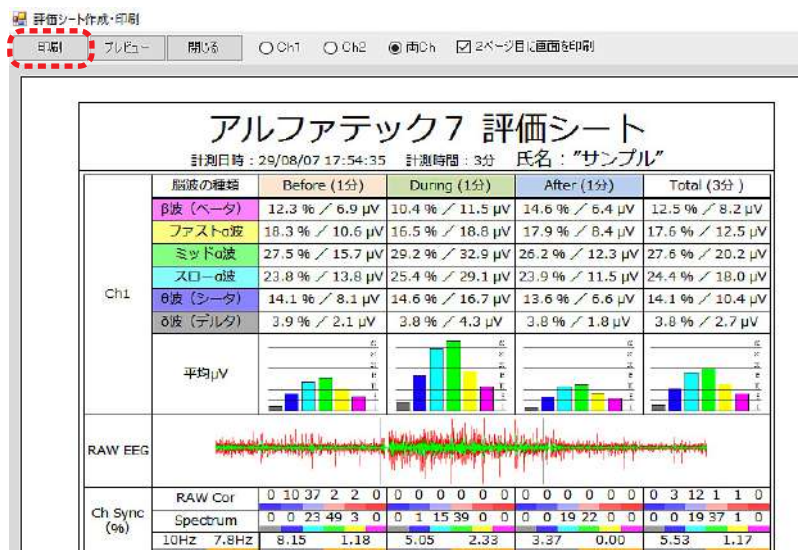 評価シート作成・印刷
印刷 プレビュー 閉じる Ch1 Ch2 両Ch 2ページ目に画面を印刷
アルファテック7 評価シート
計測日時：29/08/07 17:54:35 計測時間：3分 氏名："サンプル"
脳波の種類 Before (1分) During (1分) After (1分) Total (3分 )
β波（ベータ） 12.3 % ／ 6.9 μV 10.4 % ／ 11.5 μV 14.6 % ／ 6.4 μV 12.5 % ／ 8.2 μV
ファストα波 18.3 % ／ 10.6 μV 16.5 % ／ 18.8 μV 17.9 % ／ 8.4 μV 17.6 % ／ 12.5 μV
ミッドα波 27.5 % ／ 15.7 μV 29.2 % ／ 32.9 μV 26.2 % ／ 12.3 μV 27.6 % ／ 20.2 μV
スローα波 23.8 % ／ 13.8 μV 25.4 % ／ 29.1 μV 23.9 % ／ 11.5 μV 24.4 % ／ 18.0 μV
Ch1
θ波（シータ） 14.1 % ／ 8.1 μV 14.6 % ／ 16.7 μV 13.6 % ／ 6.6 μV 14.1 % ／ 10.4 μV
δ波（デルタ） 3.9 % ／ 2.1 μV 3.8 % ／ 4.3 μV 3.8 % ／ 1.8 μV 3.8 % ／ 2.7 μV
平均μV
RAW EEG
Ch Sync (%)
RAW Cor 0 10 37 2 2 0 0 0 0 0 0 0 0 0 0 0 0 0 0 3 12 1 1 0
Spectrum 0 0 23 49 3 0 0 1 15 39 0 0 0 0 19 22 0 0 0 0 19 37 1 0
10Hz 7.8Hz 8.15 1.18 5.05 2.33 3.37 0.00 5.53 1.17